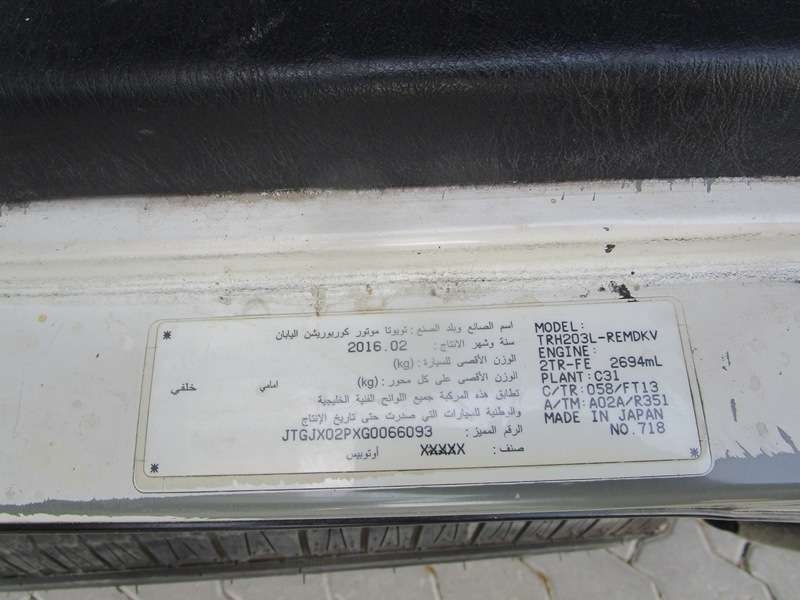 اسم الصانع وبلد الصنع : تويوتا موتور كوربوريشن اليابان
سنة وشهر الانتاج : 2016.02
الوزن الأقصى للسيارة : (kg)
الوزن الأقصى على كل محور : (kg) امامي خلفي
تطابق هذه المركبة جميع اللوائح الفنية الخليجية
والوطنية للسيارات التي صدرت حتى تاريخ الإنتاج
الرقم المميز : JTGJX02PXG0066093
صنف : XXXXX أوتوبيس
MODEL:
TRH203L-REMDKV
ENGINE:
2TR-FE 2694mL
PLANT: C31
C/TR: 058/FT13
A/TM: A02A/R351
MADE IN JAPAN
NO.718